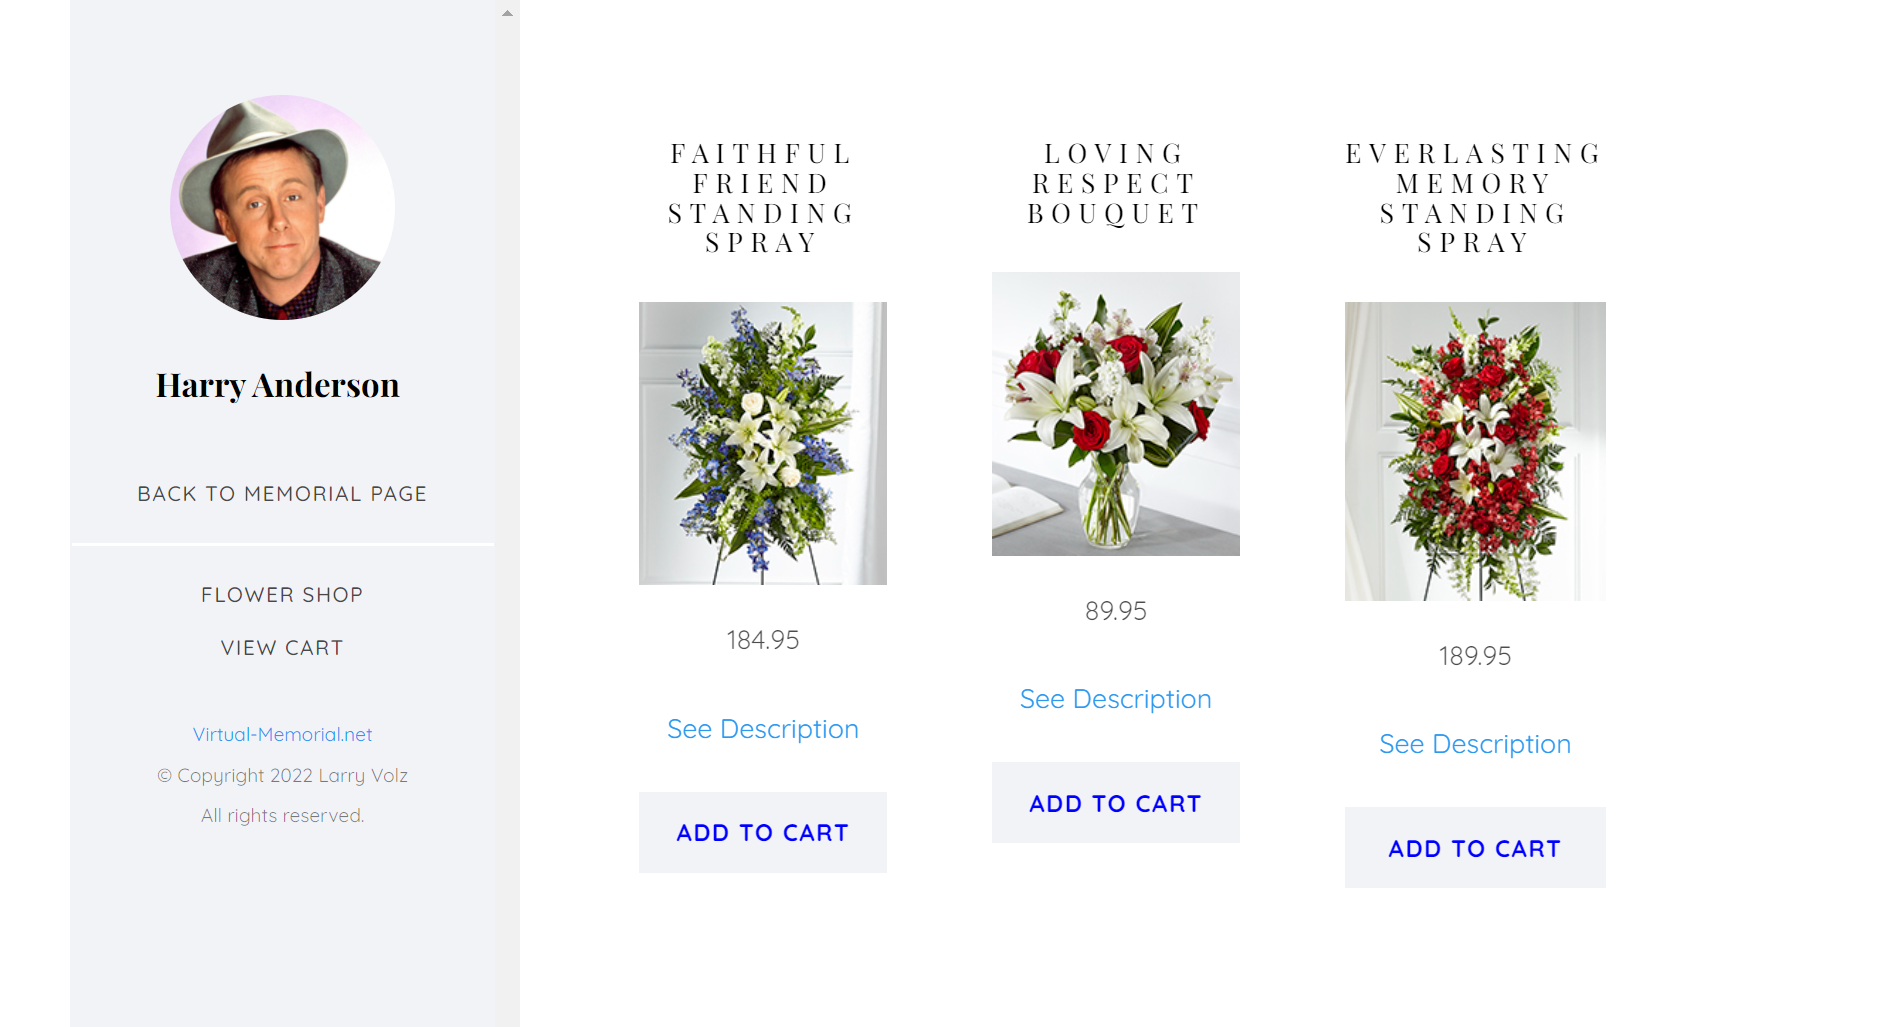 Harry Anderson
BACK TO MEMORIAL PAGE
FLOWER SHOP
VIEW CART
Virtual-Memorial.net
© Copyright 2022 Larry Volz
All rights reserved.
FAITHFUL
FRIEND
STANDING
SPRAY
184.95
See Description
ADD TO CART
LOVING
RESPECT
BOUQUET
89.95
See Description
ADD TO CART
EVERLASTING
MEMORY
STANDING
SPRAY
189.95
See Description
ADD TO CART